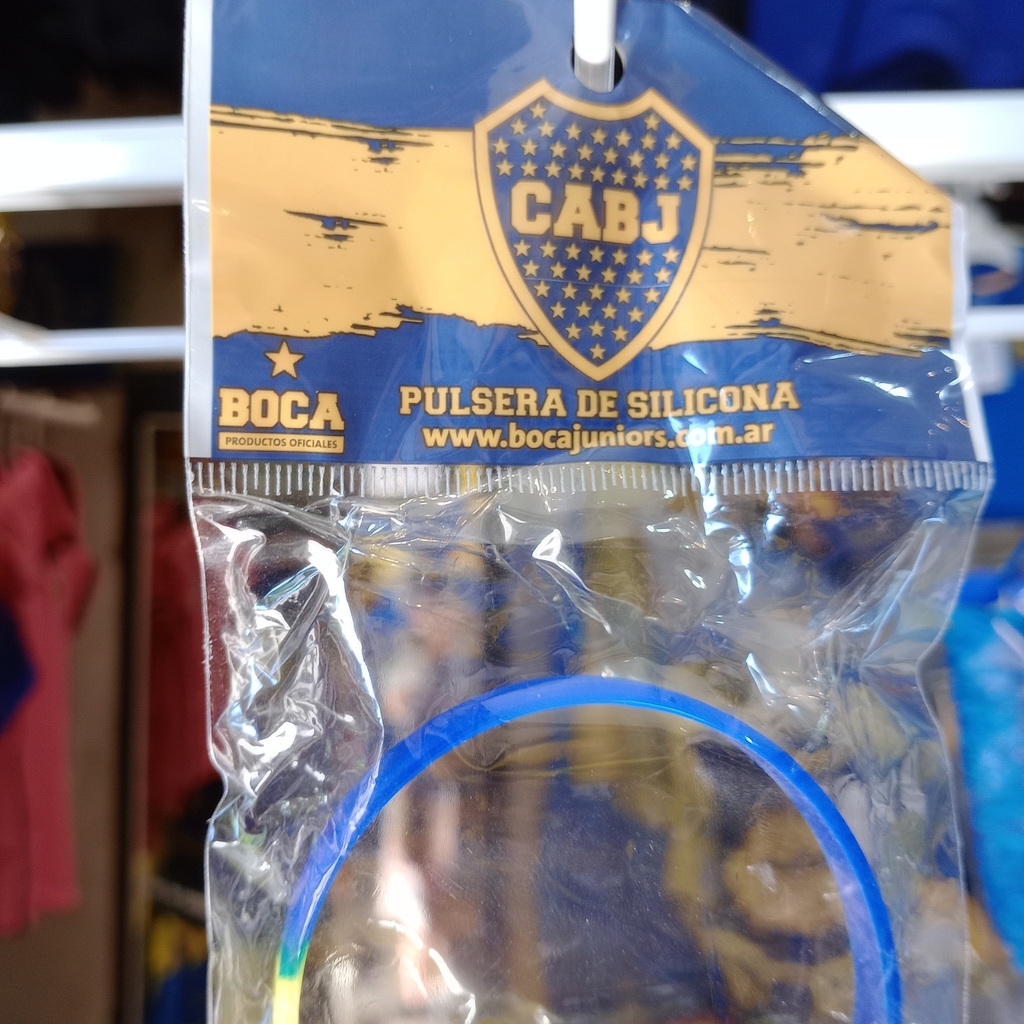 CABJ
BOCA
PRODUCTOS OFICIALES
PULSERA DE SILICONA
www.bocajuniors.com.ar